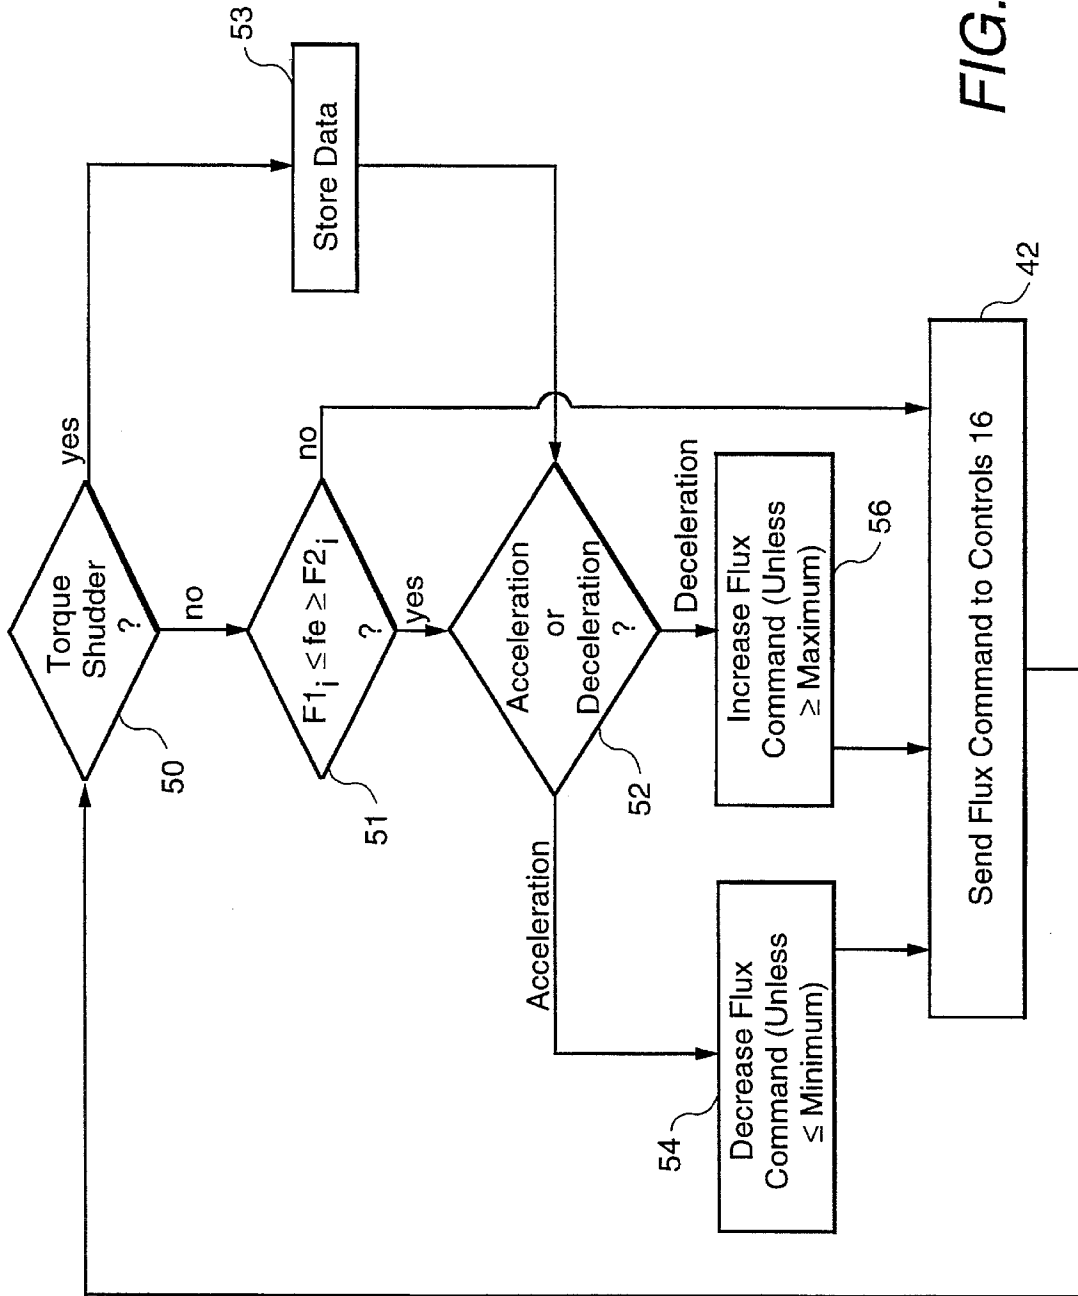 Torque
Shudder
?
50
yes
no
53
Store Data
F1i ≤ fe ≥ F2i
?
51
no
yes
Acceleration
or
Deceleration
?
52
Acceleration
Deceleration
54
Decrease Flux
Command (Unless
≤ Minimum)
Increase Flux
Command (Unless
≥ Maximum)
56
Send Flux Command to Controls 16
42
FIG.